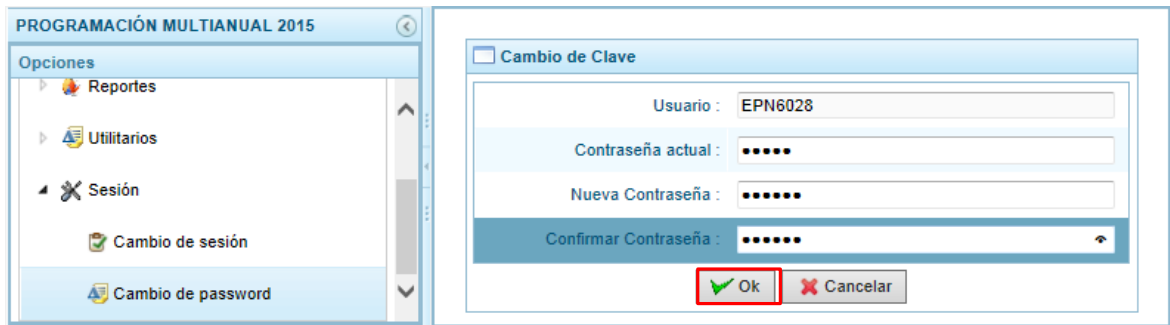 PROGRAMACIÓN MULTIANUAL 2015
Opciones
Reportes
Utilitarios
Sesión
Cambio de sesión
Cambio de password
Cambio de Clave
Usuario : EPN6028
Contraseña actual : •••••
Nueva Contraseña : ••••••
Confirmar Contraseña : ••••••
Ok Cancelar